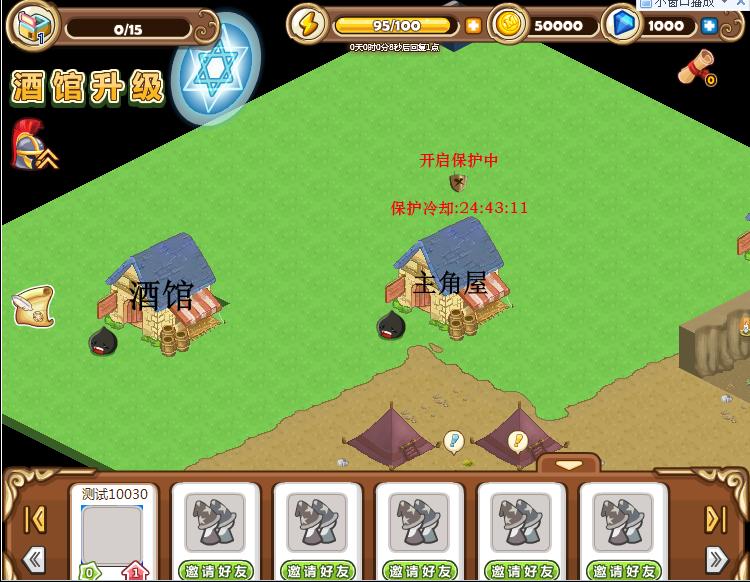 小窗口播放
1
0/15
95/100
50000
1000
0天0时0分8秒后回复1点
0
酒馆升级
开启保护中
保护冷却:24:43:11
酒馆
主角屋
测试10030
0
1
邀请好友
邀请好友
邀请好友
邀请好友
邀请好友